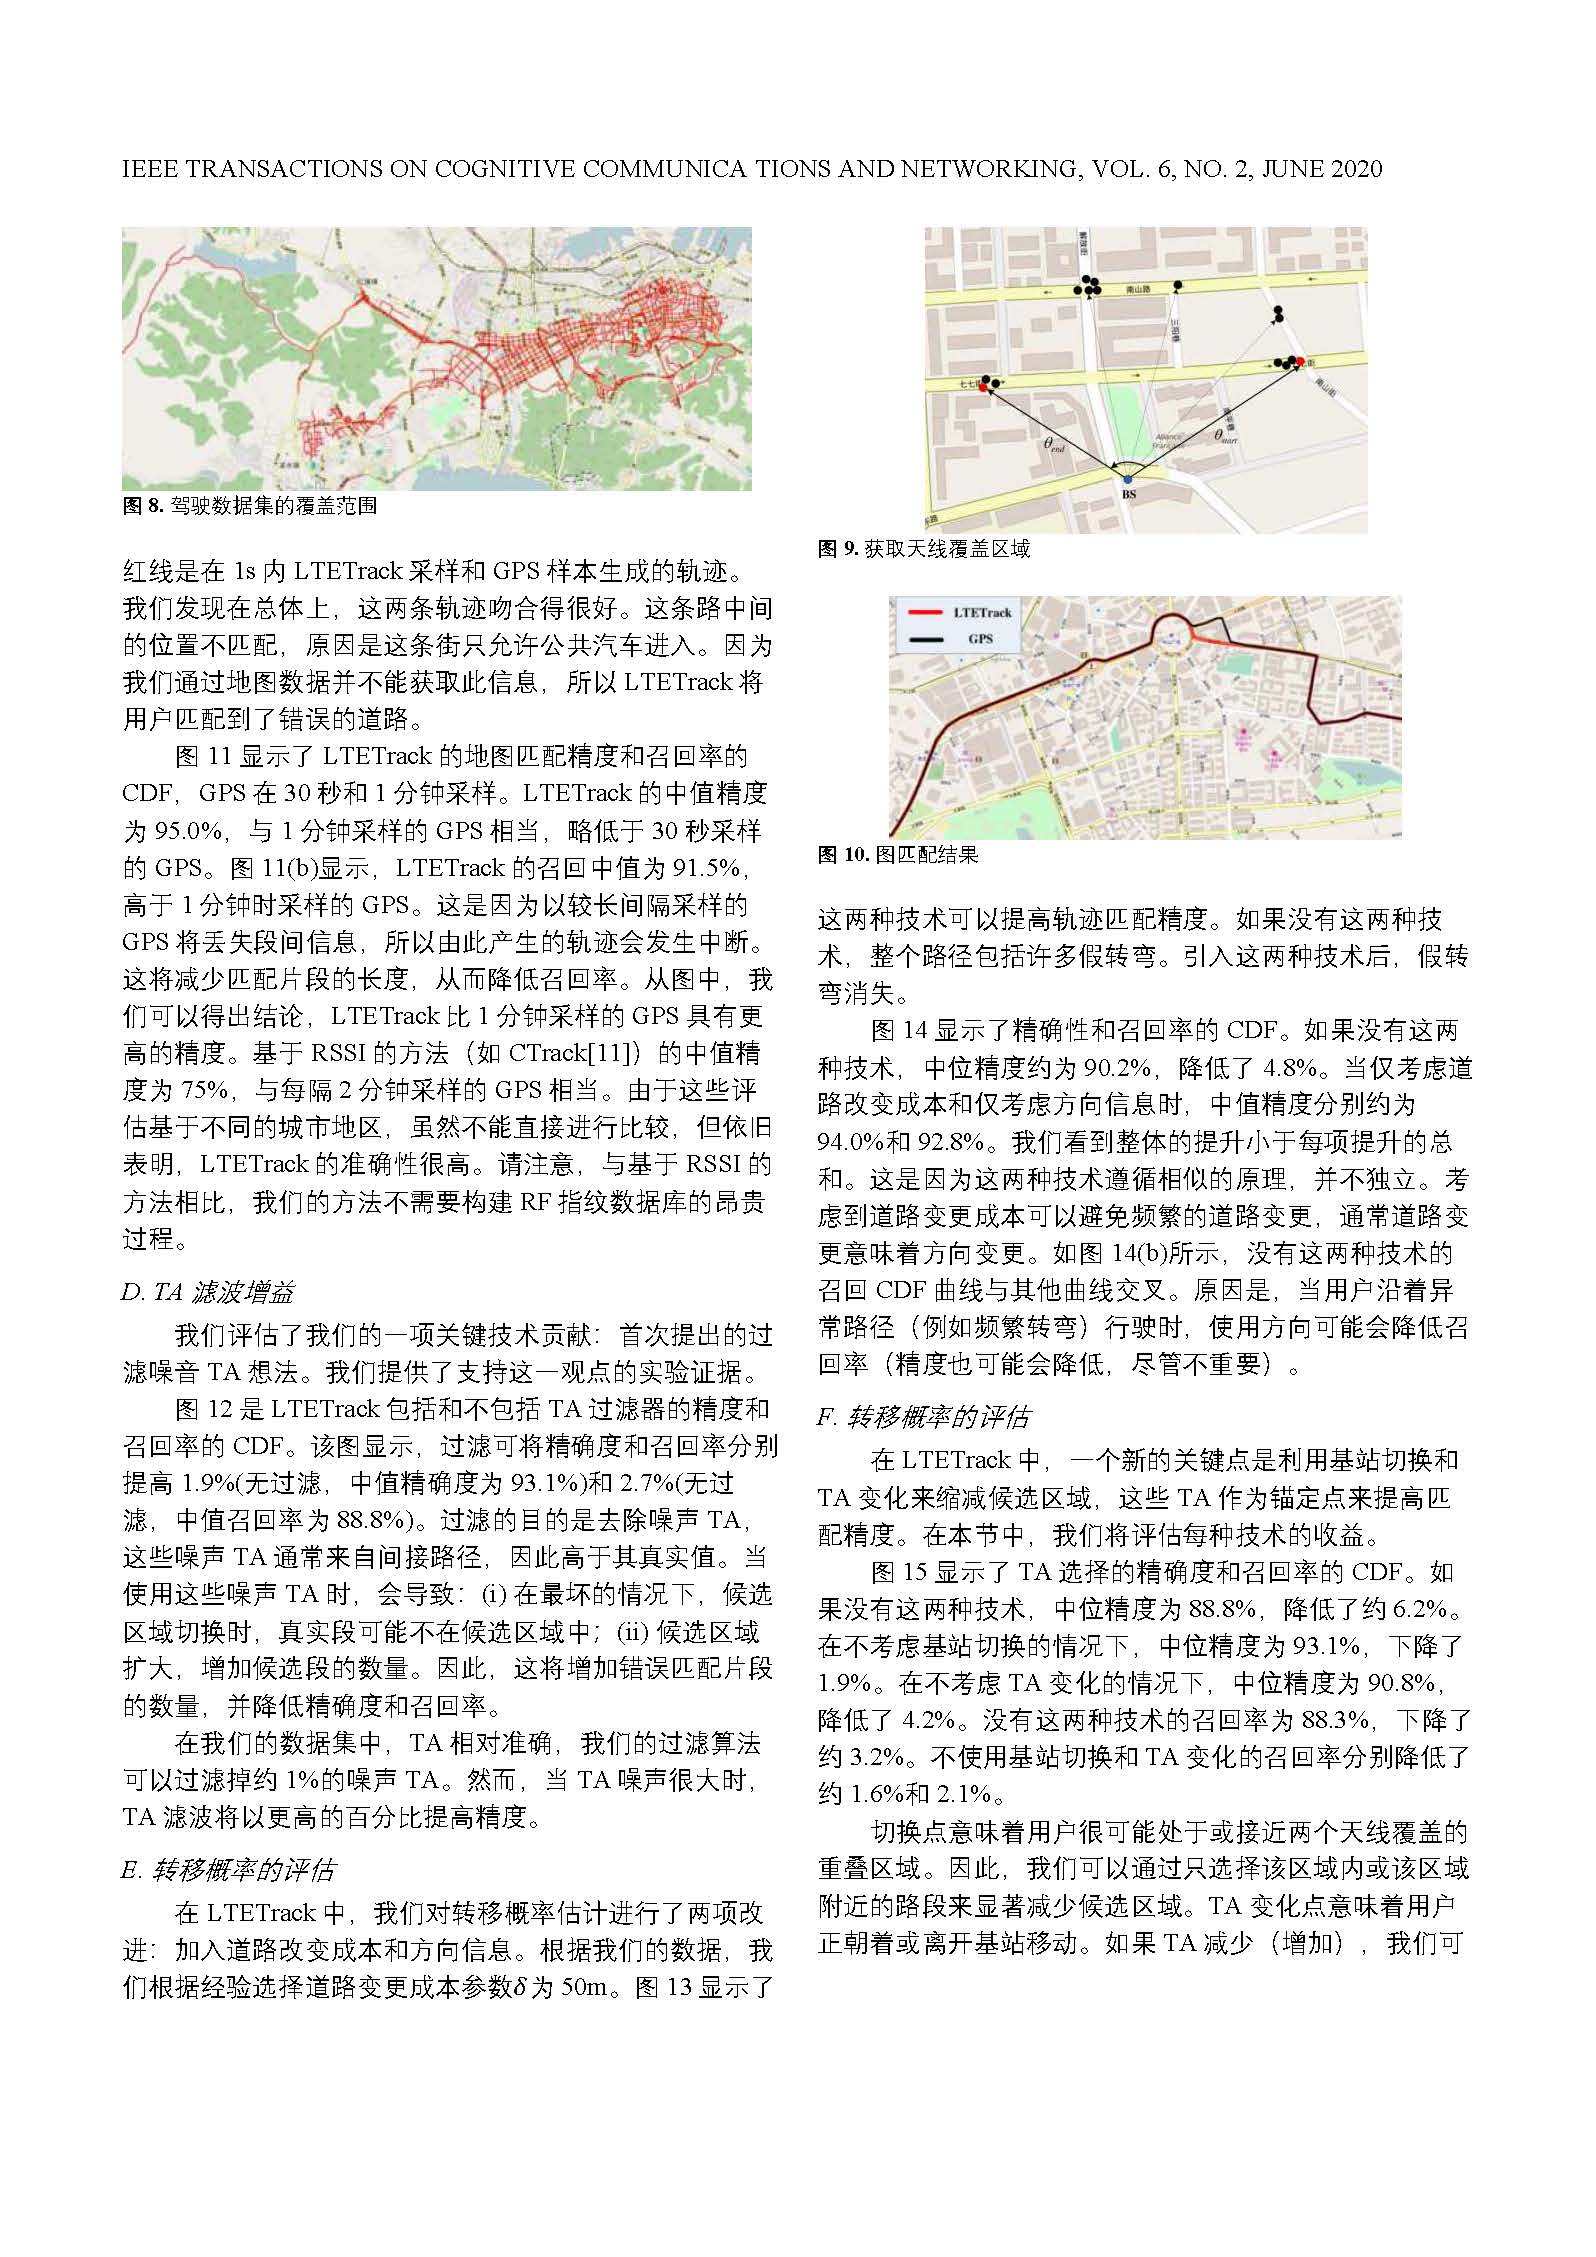 IEEE TRANSACTIONS ON COGNITIVE COMMUNICA TIONS AND NETWORKING, VOL. 6, NO. 2, JUNE 2020
图 8. 驾驶数据集的覆盖范围
红线是在 1s 内 LTETrack 采样和 GPS 样本生成的轨迹。
我们发现在总体上，这两条轨迹吻合得很好。这条路中间
的位置不匹配，原因是这条街只允许公共汽车进入。因为
我们通过地图数据并不能获取此信息，所以 LTETrack 将
用户匹配到了错误的道路。
图 11 显示了 LTETrack 的地图匹配精度和召回率的
CDF，GPS 在 30 秒和 1 分钟采样。LTETrack 的中值精度
为 95.0%，与 1 分钟采样的 GPS 相当，略低于 30 秒采样
的 GPS。图 11(b)显示，LTETrack 的召回中值为 91.5%，
高于 1 分钟时采样的 GPS。这是因为以较长间隔采样的
GPS 将丢失段间信息，所以由此产生的轨迹会发生中断。
这将减少匹配片段的长度，从而降低召回率。从图中，我
们可以得出结论，LTETrack 比 1 分钟采样的 GPS 具有更
高的精度。基于 RSSI 的方法（如 CTrack[11]）的中值精
度为 75%，与每隔 2 分钟采样的 GPS 相当。由于这些评
估基于不同的城市地区，虽然不能直接进行比较，但依旧
表明，LTETrack 的准确性很高。请注意，与基于 RSSI 的
方法相比，我们的方法不需要构建 RF 指纹数据库的昂贵
过程。
D. TA 滤波增益
我们评估了我们的一项关键技术贡献：首次提出的过
滤噪音 TA 想法。我们提供了支持这一观点的实验证据。
图 12 是 LTETrack 包括和不包括 TA 过滤器的精度和
召回率的 CDF。该图显示，过滤可将精确度和召回率分别
提高 1.9%(无过滤，中值精确度为 93.1%)和 2.7%(无过
滤，中值召回率为 88.8%)。过滤的目的是去除噪声 TA，
这些噪声 TA 通常来自间接路径，因此高于其真实值。当
使用这些噪声 TA 时，会导致：(i) 在最坏的情况下，候选
区域切换时，真实段可能不在候选区域中；(ii) 候选区域
扩大，增加候选段的数量。因此，这将增加错误匹配片段
的数量，并降低精确度和召回率。
在我们的数据集中，TA 相对准确，我们的过滤算法
可以过滤掉约 1%的噪声 TA。然而，当 TA 噪声很大时，
TA 滤波将以更高的百分比提高精度。
E. 转移概率的评估
在 LTETrack 中，我们对转移概率估计进行了两项改
进：加入道路改变成本和方向信息。根据我们的数据，我
们根据经验选择道路变更成本参数δ 为 50m。图 13 显示了
解放街
南山路
三阳巷
七七街
七街
南山街
Alliance
Française
θend
θstart
BS
图 9. 获取天线覆盖区域
LTETrack
GPS
图 10. 图匹配结果
这两种技术可以提高轨迹匹配精度。如果没有这两种技
术，整个路径包括许多假转弯。引入这两种技术后，假转
弯消失。
图 14 显示了精确性和召回率的 CDF。如果没有这两
种技术，中位精度约为 90.2%，降低了 4.8%。当仅考虑道
路改变成本和仅考虑方向信息时，中值精度分别约为
94.0%和 92.8%。我们看到整体的提升小于每项提升的总
和。这是因为这两种技术遵循相似的原理，并不独立。考
虑到道路变更成本可以避免频繁的道路变更，通常道路变
更意味着方向变更。如图 14(b)所示，没有这两种技术的
召回 CDF 曲线与其他曲线交叉。原因是，当用户沿着异
常路径（例如频繁转弯）行驶时，使用方向可能会降低召
回率（精度也可能会降低，尽管不重要）。
F. 转移概率的评估
在 LTETrack 中，一个新的关键点是利用基站切换和
TA 变化来缩减候选区域，这些 TA 作为锚定点来提高匹
配精度。在本节中，我们将评估每种技术的收益。
图 15 显示了 TA 选择的精确度和召回率的 CDF。如
果没有这两种技术，中位精度为 88.8%，降低了约 6.2%。
在不考虑基站切换的情况下，中位精度为 93.1%，下降了
1.9%。在不考虑 TA 变化的情况下，中位精度为 90.8%，
降低了 4.2%。没有这两种技术的召回率为 88.3%，下降了
约 3.2%。不使用基站切换和 TA 变化的召回率分别降低了
约 1.6%和 2.1%。
切换点意味着用户很可能处于或接近两个天线覆盖的
重叠区域。因此，我们可以通过只选择该区域内或该区域
附近的路段来显著减少候选区域。TA 变化点意味着用户
正朝着或离开基站移动。如果 TA 减少（增加），我们可